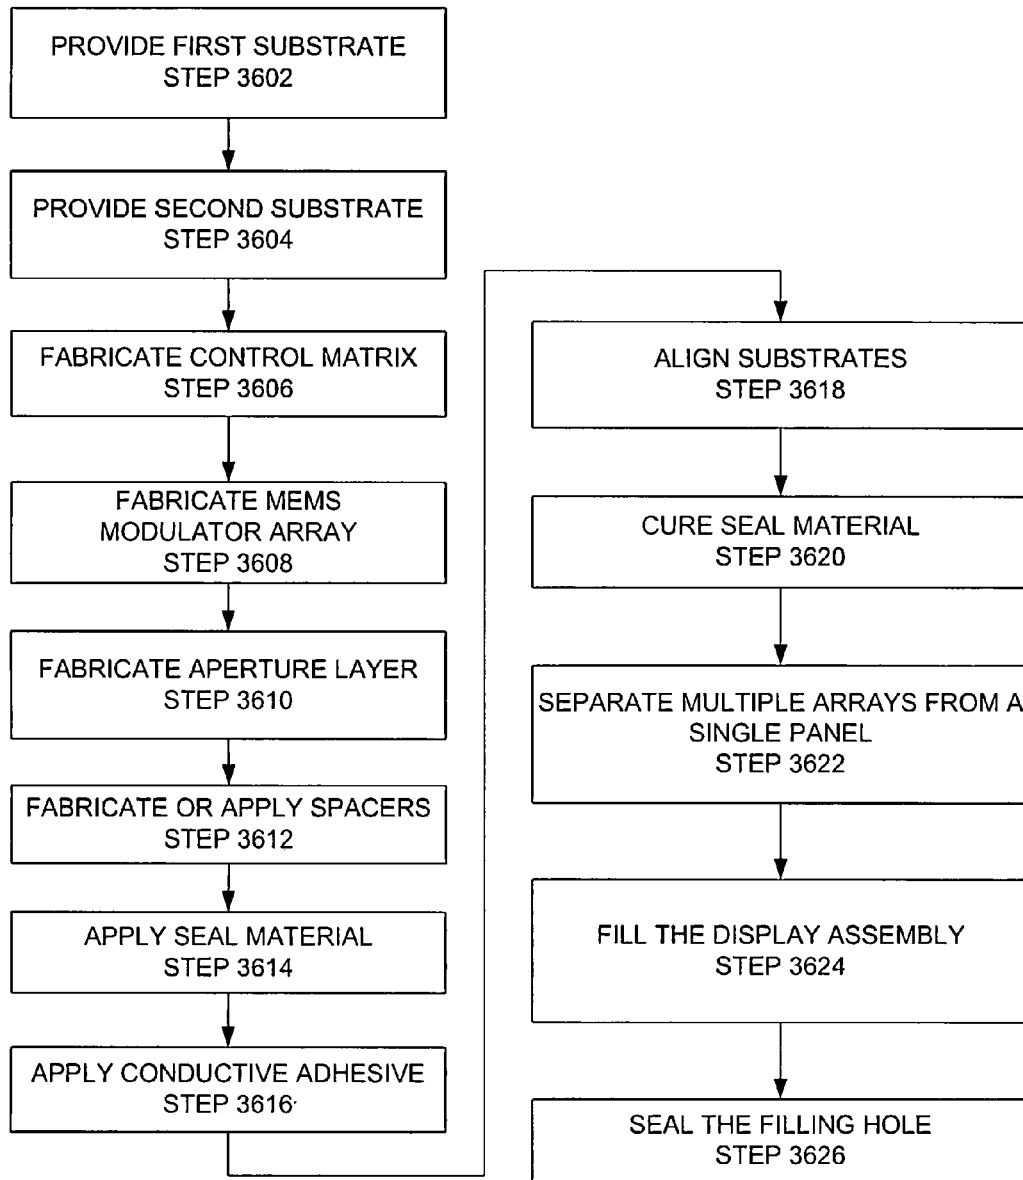 PROVIDE FIRST SUBSTRATE
STEP 3602
PROVIDE SECOND SUBSTRATE
STEP 3604
FABRICATE CONTROL MATRIX
STEP 3606
FABRICATE MEMS
MODULATOR ARRAY
STEP 3608
FABRICATE APERTURE LAYER
STEP 3610
FABRICATE OR APPLY SPACERS
STEP 3612
APPLY SEAL MATERIAL
STEP 3614
APPLY CONDUCTIVE ADHESIVE
STEP 3616
ALIGN SUBSTRATES
STEP 3618
CURE SEAL MATERIAL
STEP 3620
SEPARATE MULTIPLE ARRAYS FROM A
SINGLE PANEL
STEP 3622
FILL THE DISPLAY ASSEMBLY
STEP 3624
SEAL THE FILLING HOLE
STEP 3626